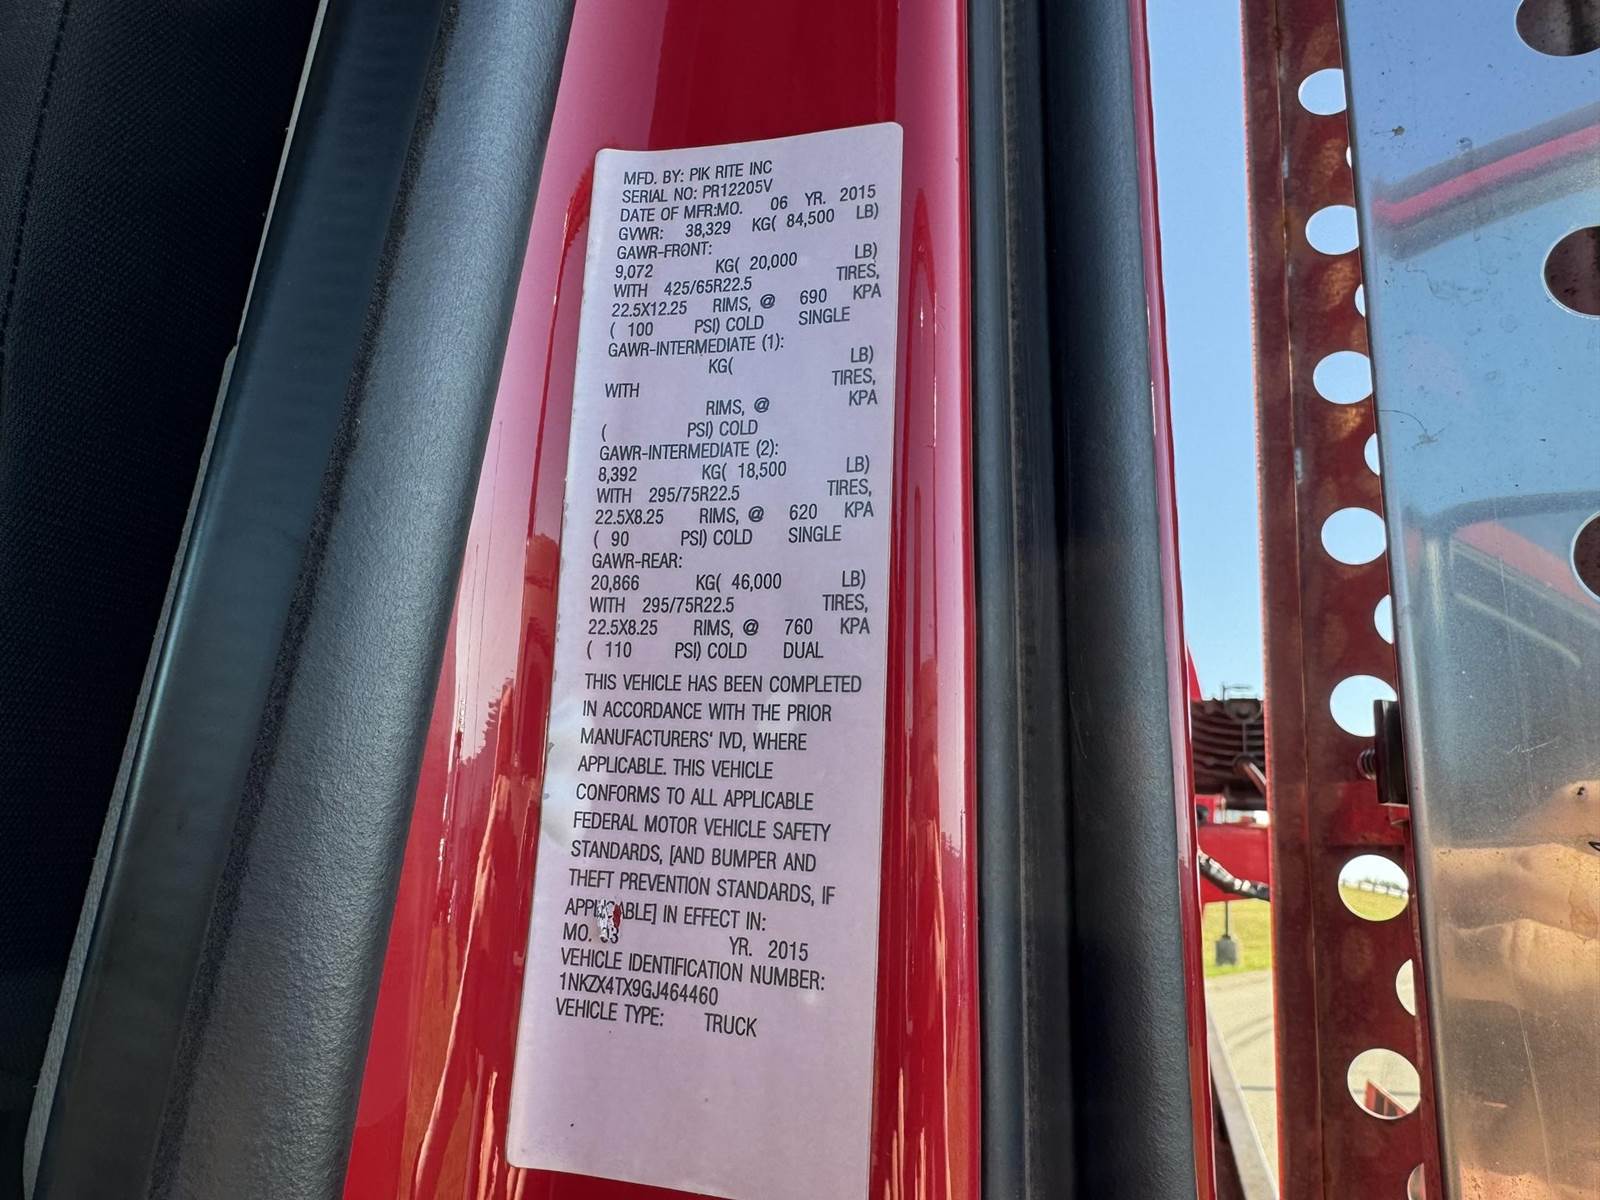 MFD. BY: PIK RITE INC
SERIAL NO: PR12205V
DATE OF MFR:MO. 06 YR. 2015
GVWR: 38,329 KG( 84,500 LB)
GAWR-FRONT:
9,072 KG( 20,000 LB)
WITH 425/65R22.5 TIRES,
22.5X12.25 RIMS, @ 690 KPA
( 100 PSI) COLD SINGLE
GAWR-INTERMEDIATE (1):
KG( LB)
WITH TIRES,
RIMS, @ KPA
( PSI) COLD
GAWR-INTERMEDIATE (2):
8,392 KG( 18,500 LB)
WITH 295/75R22.5 TIRES,
22.5X8.25 RIMS, @ 620 KPA
( 90 PSI) COLD SINGLE
GAWR-REAR:
20,866 KG( 46,000 LB)
WITH 295/75R22.5 TIRES,
22.5X8.25 RIMS, @ 760 KPA
( 110 PSI) COLD DUAL
THIS VEHICLE HAS BEEN COMPLETED
IN ACCORDANCE WITH THE PRIOR
MANUFACTURERS' IVD, WHERE
APPLICABLE. THIS VEHICLE
CONFORMS TO ALL APPLICABLE
FEDERAL MOTOR VEHICLE SAFETY
STANDARDS, [AND BUMPER AND
THEFT PREVENTION STANDARDS, IF
APPLICABLE] IN EFFECT IN:
MO. YR. 2015
VEHICLE IDENTIFICATION NUMBER:
1NKZX4TX9GJ464460
VEHICLE TYPE: TRUCK